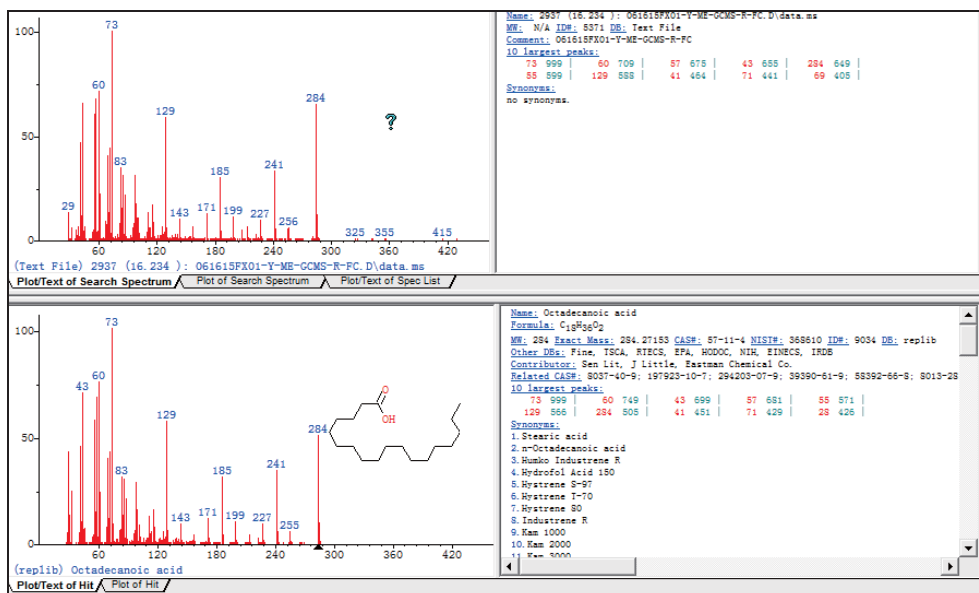 100
50
0
73
60
129
284
83
185
241
29
143
171
199
227
256
325
355
415
?
60 120 180 240 300 360 420
(Text File) 2937 (16.234 ): 061615FX01-Y-ME-GCMS-R-FC.D\data.ms
Name: 2937 (16.234 ): 061615FX01-Y-ME-GCMS-R-FC.D\data.ms
MW: N/A ID#: 5371 DB: Text File
Comment: 061615FX01-Y-ME-GCMS-R-FC
10 largest peaks:
73 999 | 60 709 | 57 675 | 43 655 | 284 649 |
55 599 | 129 588 | 41 464 | 71 441 | 69 405 |
Synonyms:
no synonyms.
Plot/Text of Search Spectrum Plot of Search Spectrum Plot/Text of Spec List
100
50
0
73
43
60
129
284
83
185
241
143
171
199
227
255
O
OH
60 120 180 240 300 360 420
(replib) Octadecanoic acid
Name: Octadecanoic acid
Formula: C18H36O2
MW: 284 Exact Mass: 284.27153 CAS#: 57-11-4 NIST#: 368610 ID#: 9034 DB: replib
Other DBs: Fine, TSCA, RTECS, EPA, HODOC, NIH, EINECS, IRDB
Contributor: Sen Lit, J Little, Eastman Chemical Co.
Related CAS#: 8037-40-9; 197923-10-7; 294203-07-9; 39390-61-9; 58392-66-8; 8013-28
10 largest peaks:
73 999 | 60 749 | 43 699 | 57 681 | 55 571 |
129 566 | 284 505 | 41 451 | 71 429 | 28 426 |
Synonyms:
1.Stearic acid
2.n-Octadecanoic acid
3.Humko Industrene R
4.Hydrofol Acid 150
5.Hystrene S-97
6.Hystrene T-70
7.Hystrene 80
8.Industrene R
9.Kam 1000
10.Kam 2000
11.Kam 3000
Plot/Text of Hit Plot of Hit